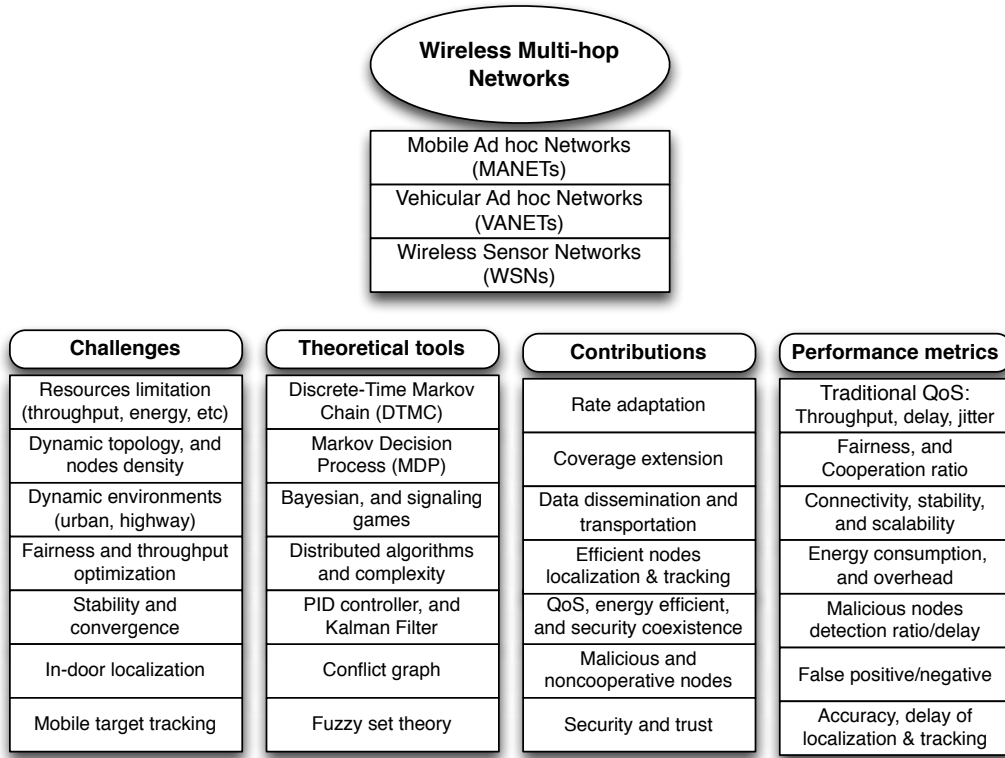 Wireless Multi-hop
Networks
Mobile Ad hoc Networks
(MANETs)
Vehicular Ad hoc Networks
(VANETs)
Wireless Sensor Networks
(WSNs)
Challenges
Resources limitation
(throughput, energy, etc)
Dynamic topology, and
nodes density
Dynamic environments
(urban, highway)
Fairness and throughput
optimization
Stability and
convergence
In-door localization
Mobile target tracking
Theoretical tools
Discrete-Time Markov
Chain (DTMC)
Markov Decision
Process (MDP)
Bayesian, and signaling
games
Distributed algorithms
and complexity
PID controller, and
Kalman Filter
Conflict graph
Fuzzy set theory
Contributions
Rate adaptation
Coverage extension
Data dissemination and
transportation
Efficient nodes
localization & tracking
QoS, energy efficient,
and security coexistence
Malicious and
noncooperative nodes
Security and trust
Performance metrics
Traditional QoS:
Throughput, delay, jitter
Fairness, and
Cooperation ratio
Connectivity, stability,
and scalability
Energy consumption,
and overhead
Malicious nodes
detection ratio/delay
False positive/negative
Accuracy, delay of
localization & tracking